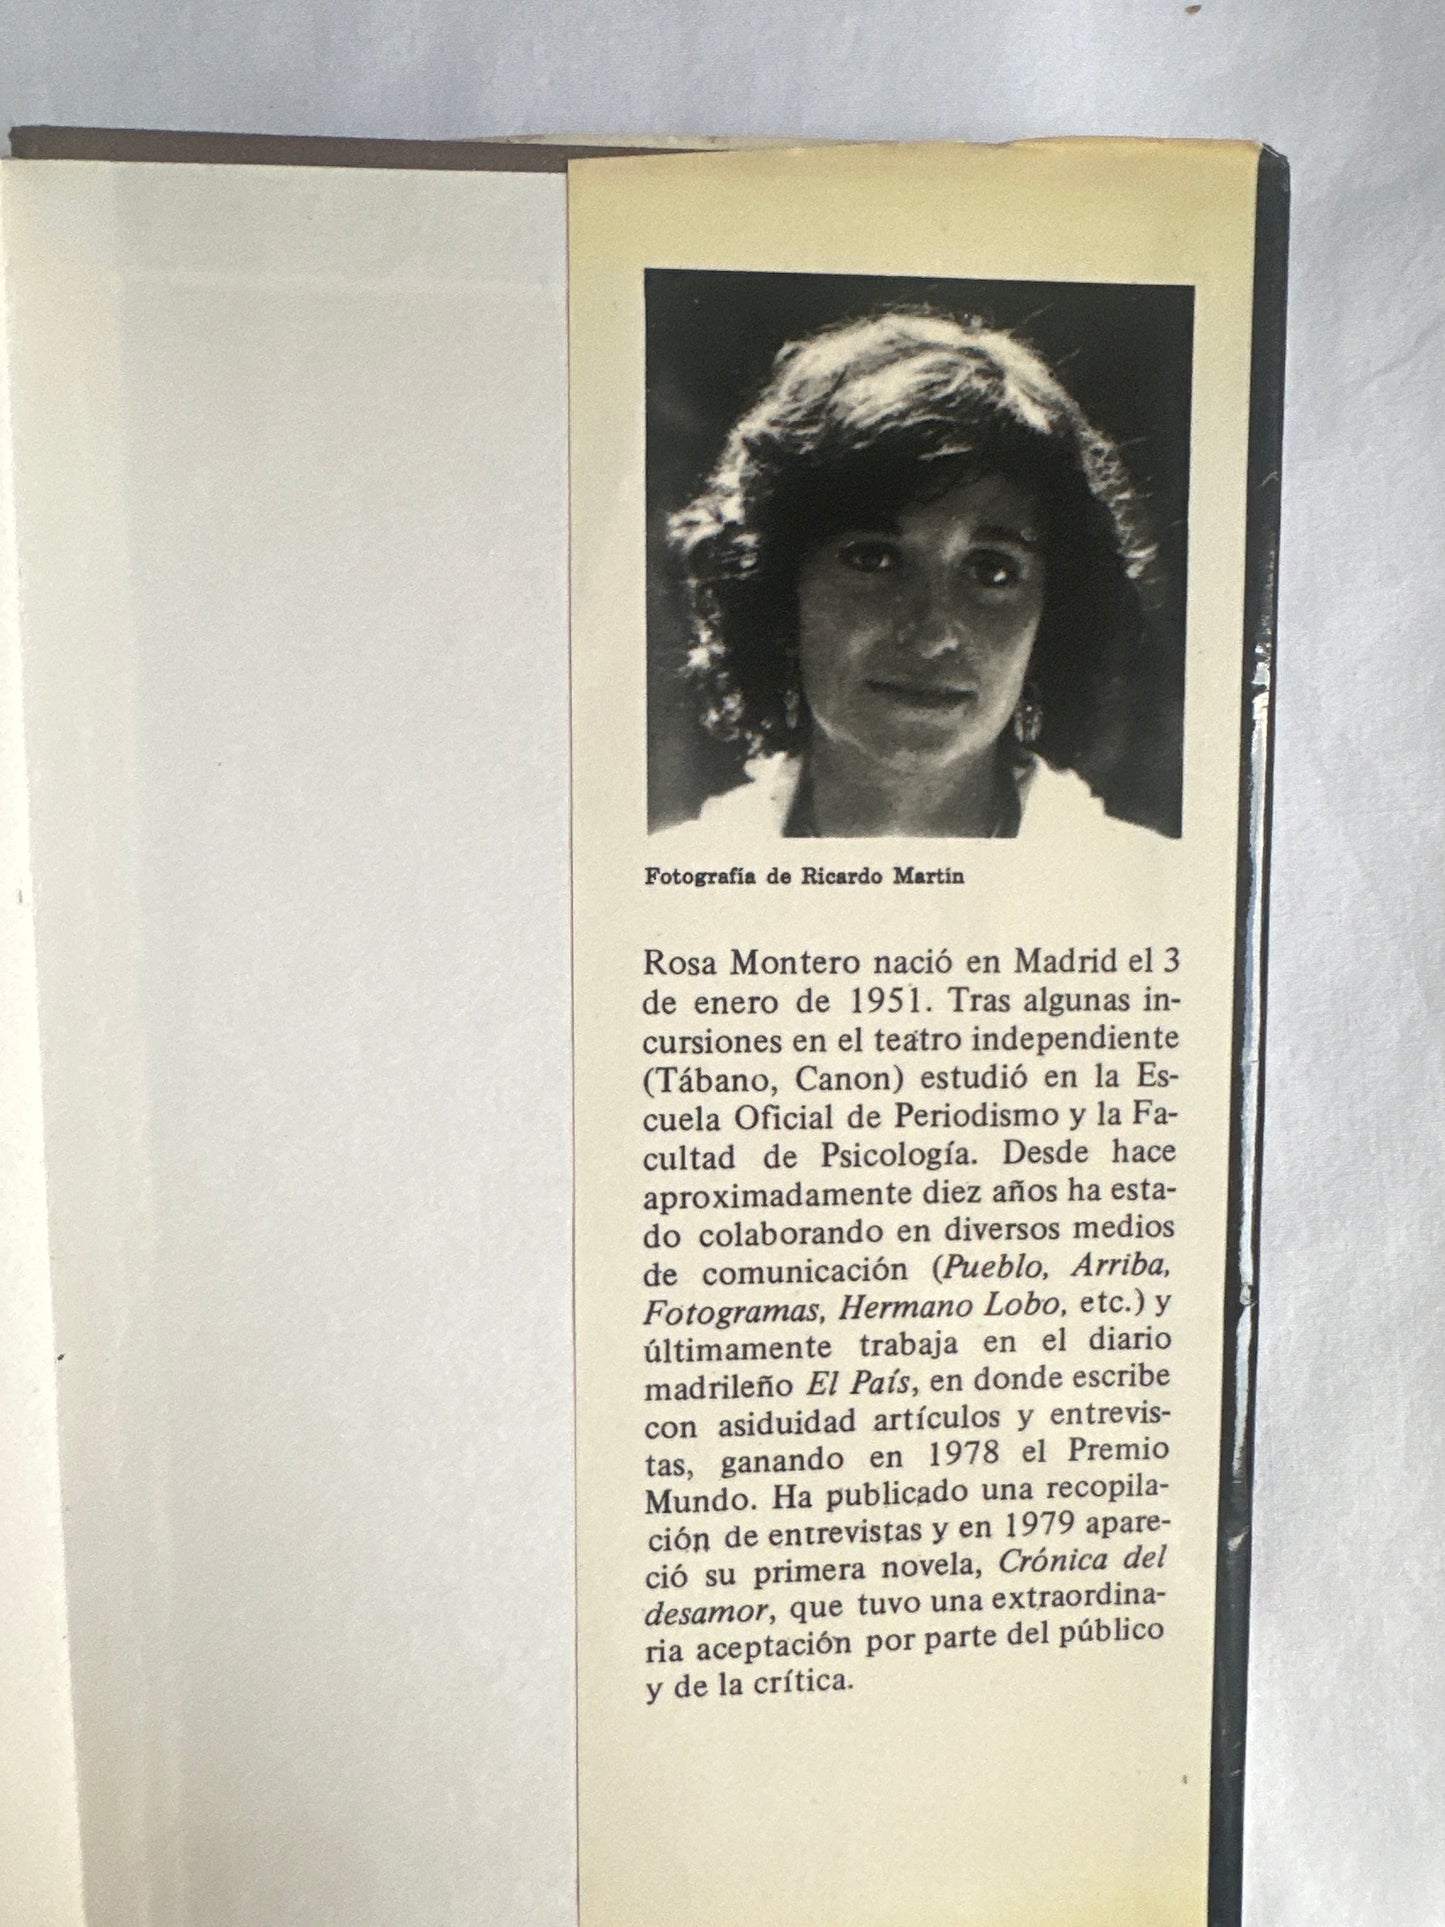 Fotografía de Ricardo Martín
Rosa Montero nació en Madrid el 3
de enero de 1951. Tras algunas in-
cursiones en el teatro independiente
(Tábano, Canon) estudió en la Es-
cuela Oficial de Periodismo y la Fa-
cultad de Psicología. Desde hace
aproximadamente diez años ha esta-
do colaborando en diversos medios
de comunicación (Pueblo, Arriba,
Fotogramas, Hermano Lobo, etc.) y
últimamente trabaja en el diario
madrileño El País, en donde escribe
con asiduidad artículos y entrevis-
tas, ganando en 1978 el Premio
Mundo. Ha publicado una recopila-
ción de entrevistas y en 1979 apare-
ció su primera novela, Crónica del
desamor, que tuvo una extraordina-
ria aceptación por parte del público
y de la crítica.